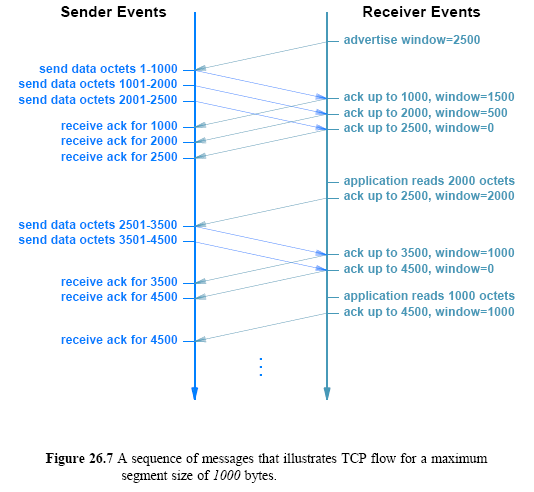 Sender Events
Receiver Events
advertise window=2500
send data octets 1-1000
send data octets 1001-2000
send data octets 2001-2500
ack up to 1000, window=1500
ack up to 2000, window=500
ack up to 2500, window=0
receive ack for 1000
receive ack for 2000
receive ack for 2500
application reads 2000 octets
ack up to 2500, window=2000
send data octets 2501-3500
send data octets 3501-4500
ack up to 3500, window=1000
ack up to 4500, window=0
receive ack for 3500
receive ack for 4500
application reads 1000 octets
ack up to 4500, window=1000
receive ack for 4500
Figure 26.7 A sequence of messages that illustrates TCP flow for a maximum
segment size of 1000 bytes.